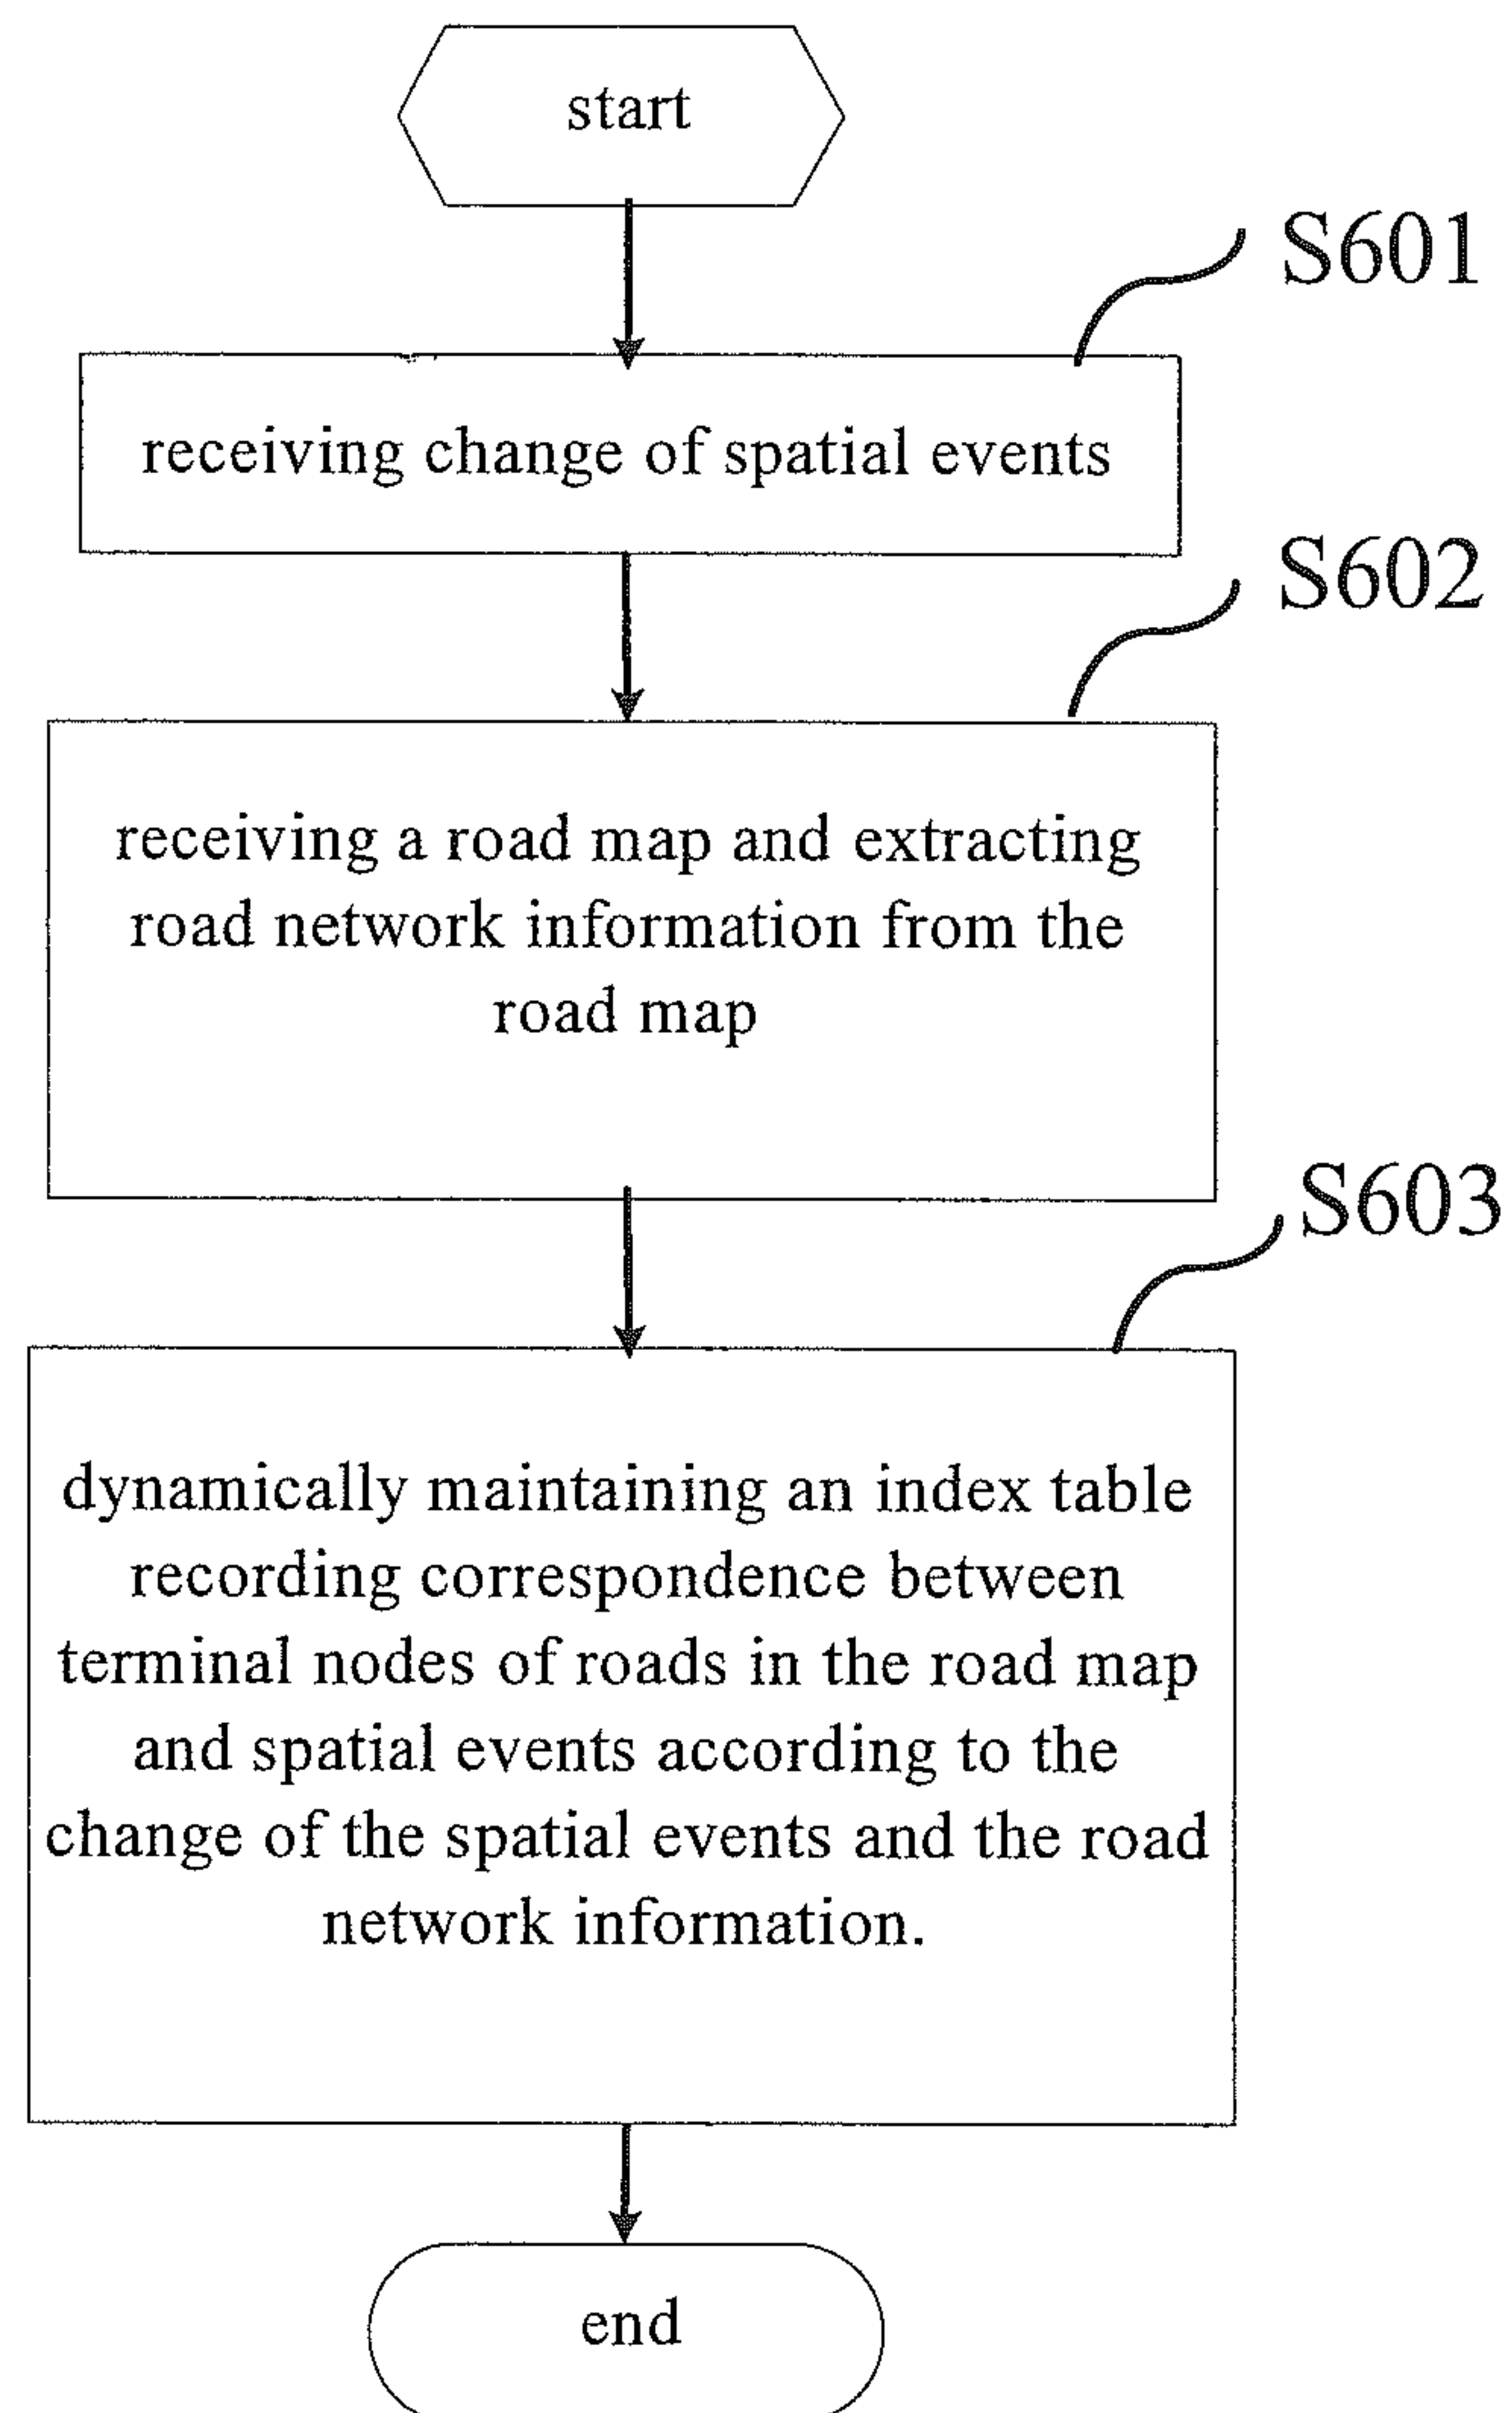 start
S601
receiving change of spatial events
S602
receiving a road map and extracting
road network information from the
road map
S603
dynamically maintaining an index table
recording correspondence between
terminal nodes of roads in the road map
and spatial events according to the
change of the spatial events and the road
network information.
end